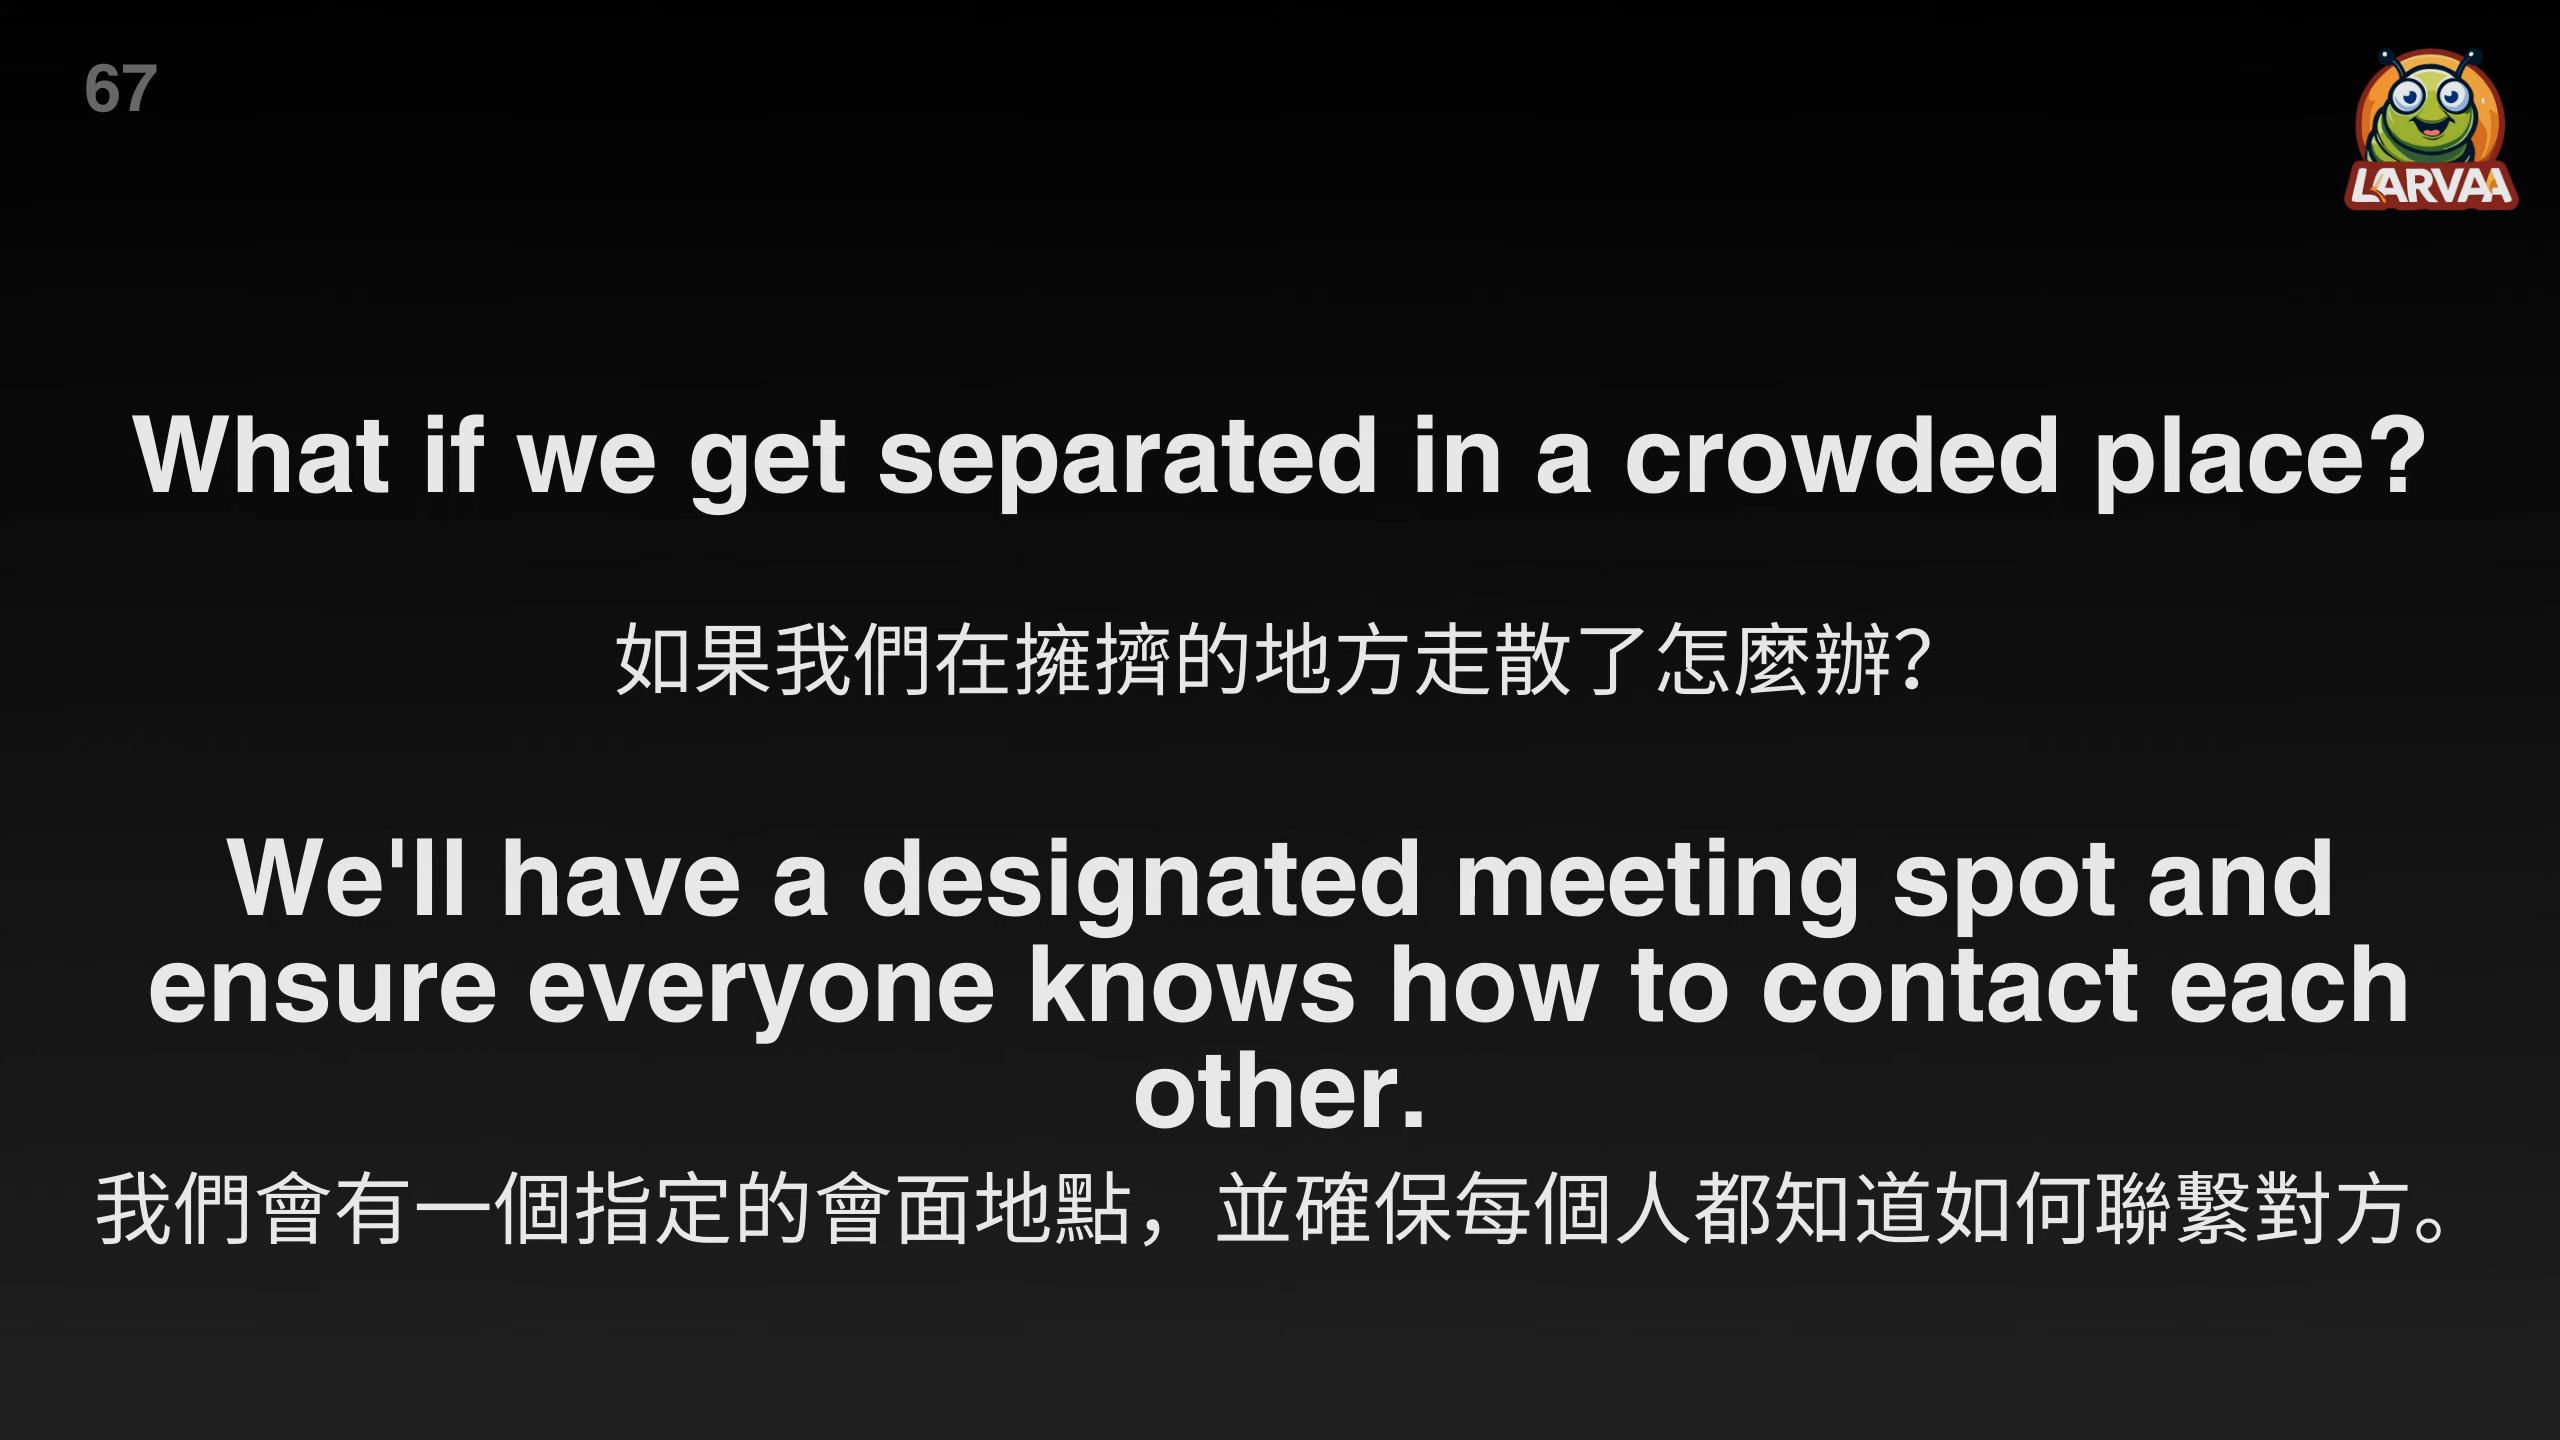 67
LARVAA
What if we get separated in a crowded place?
如果我們在擁擠的地方走散了怎麼辦？
We'll have a designated meeting spot and
ensure everyone knows how to contact each
other.
我們會有一個指定的會面地點，並確保每個人都知道如何聯繫對方。